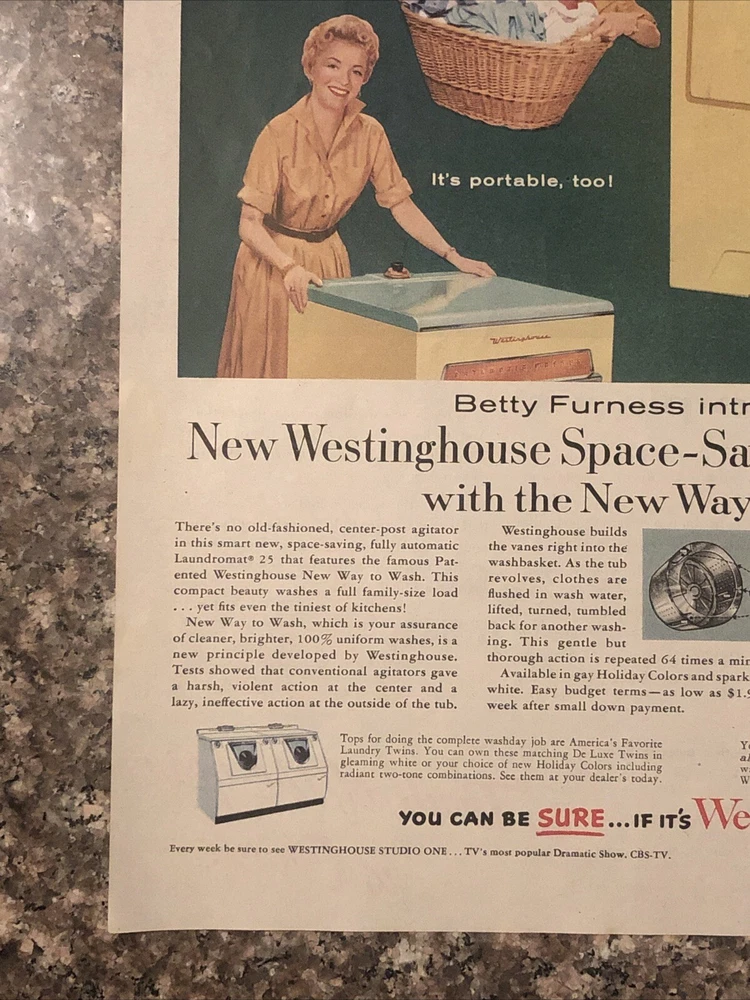 It's portable, too!
Westinghouse
Betty Furness intr
New Westinghouse Space-Sa
with the New Way
There's no old-fashioned, center-post agitator
in this smart new, space-saving, fully automatic
Laundromat® 25 that features the famous Pat-
ented Westinghouse New Way to Wash. This
compact beauty washes a full family-size load
. . . yet fits even the tiniest of kitchens!
New Way to Wash, which is your assurance
of cleaner, brighter, 100% uniform washes, is a
new principle developed by Westinghouse.
Tests showed that conventional agitators gave
a harsh, violent action at the center and a
lazy, ineffective action at the outside of the tub.
Westinghouse builds
the vanes right into the
washbasket. As the tub
revolves, clothes are
flushed in wash water,
lifted, turned, tumbled
back for another wash-
ing. This gentle but
thorough action is repeated 64 times a min
Available in gay Holiday Colors and spark
white. Easy budget terms—as low as $1.9
week after small down payment.
Tops for doing the complete washday job are America's Favorite
Laundry Twins. You can own these matching De Luxe Twins in
gleaming white or your choice of new Holiday Colors including
radiant two-tone combinations. See them at your dealer's today.
YOU CAN BE SURE...IF IT'S We
Every week be sure to see WESTINGHOUSE STUDIO ONE . . . TV's most popular Dramatic Show. CBS-TV.